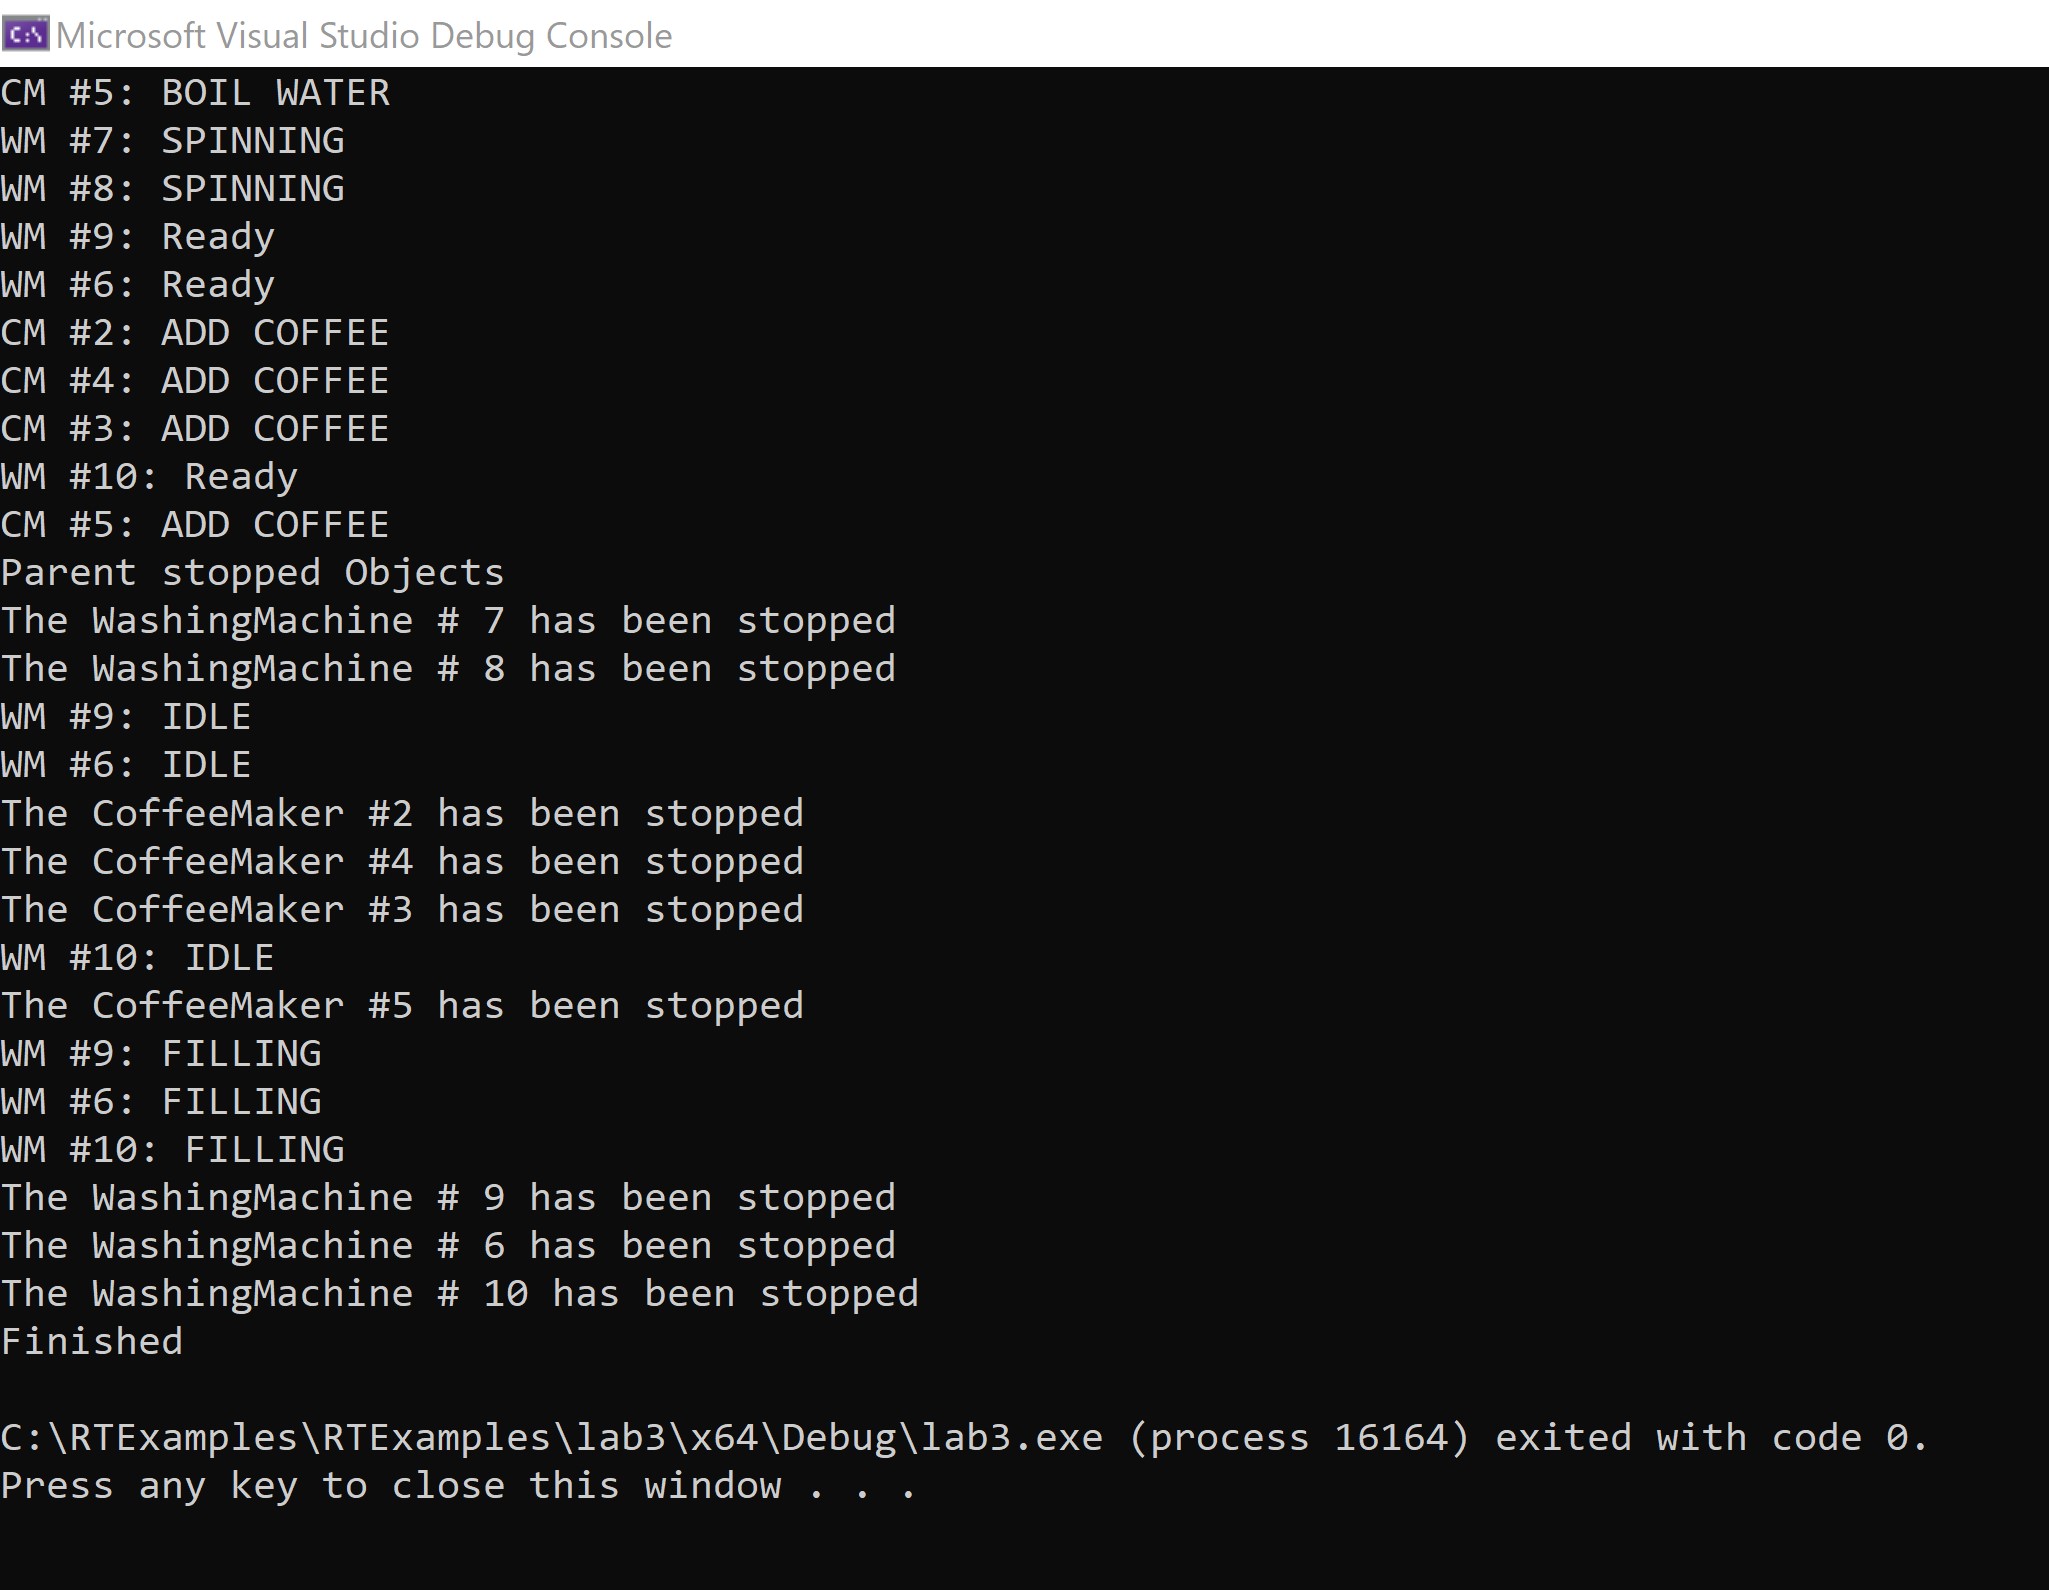 Microsoft Visual Studio Debug Console
CM #5: BOIL WATER
WM #7: SPINNING
WM #8: SPINNING
WM #9: Ready
WM #6: Ready
CM #2: ADD COFFEE
CM #4: ADD COFFEE
CM #3: ADD COFFEE
WM #10: Ready
CM #5: ADD COFFEE
Parent stopped Objects
The WashingMachine # 7 has been stopped
The WashingMachine # 8 has been stopped
WM #9: IDLE
WM #6: IDLE
The CoffeeMaker #2 has been stopped
The CoffeeMaker #4 has been stopped
The CoffeeMaker #3 has been stopped
WM #10: IDLE
The CoffeeMaker #5 has been stopped
WM #9: FILLING
WM #6: FILLING
WM #10: FILLING
The WashingMachine # 9 has been stopped
The WashingMachine # 6 has been stopped
The WashingMachine # 10 has been stopped
Finished
C:\RTExamples\RTExamples\lab3\x64\Debug\lab3.exe (process 16164) exited with code 0.
Press any key to close this window . . .